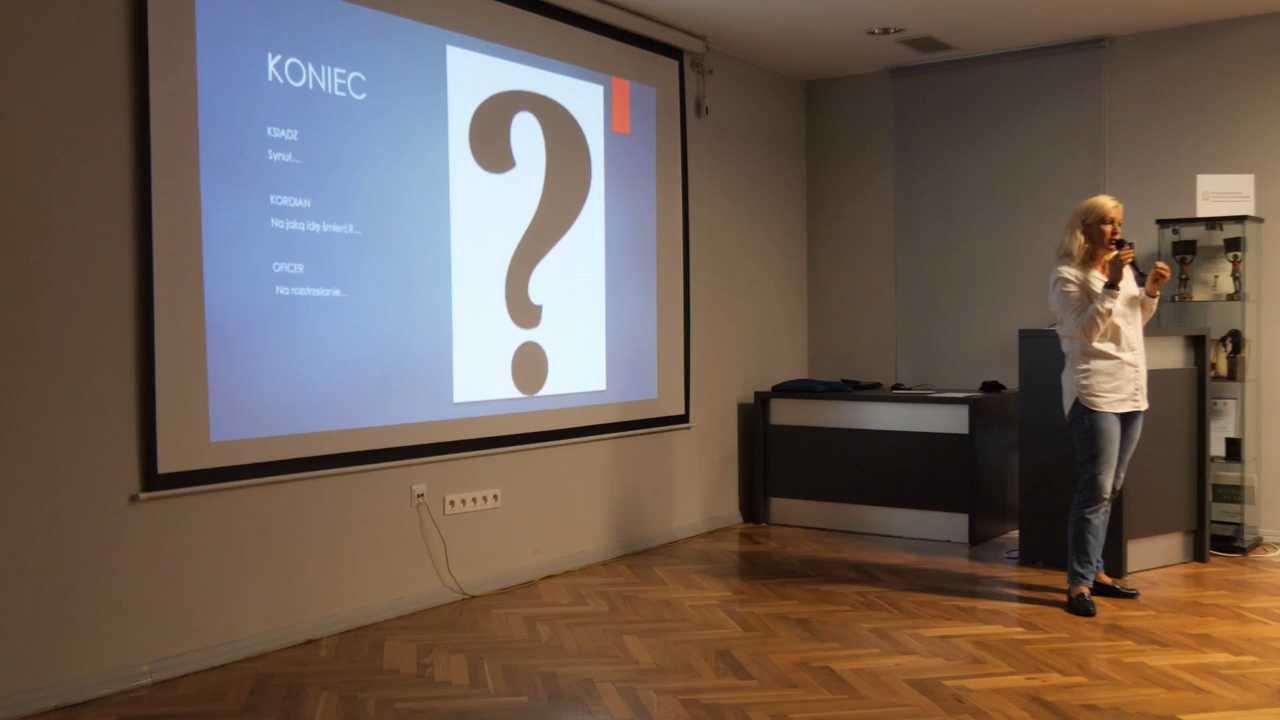 KONIEC
KSIĄDZ
Synu!...
KORDIAN
Na jaką idę śmierć?...
OFICER
Na rozstrzelanie...
?